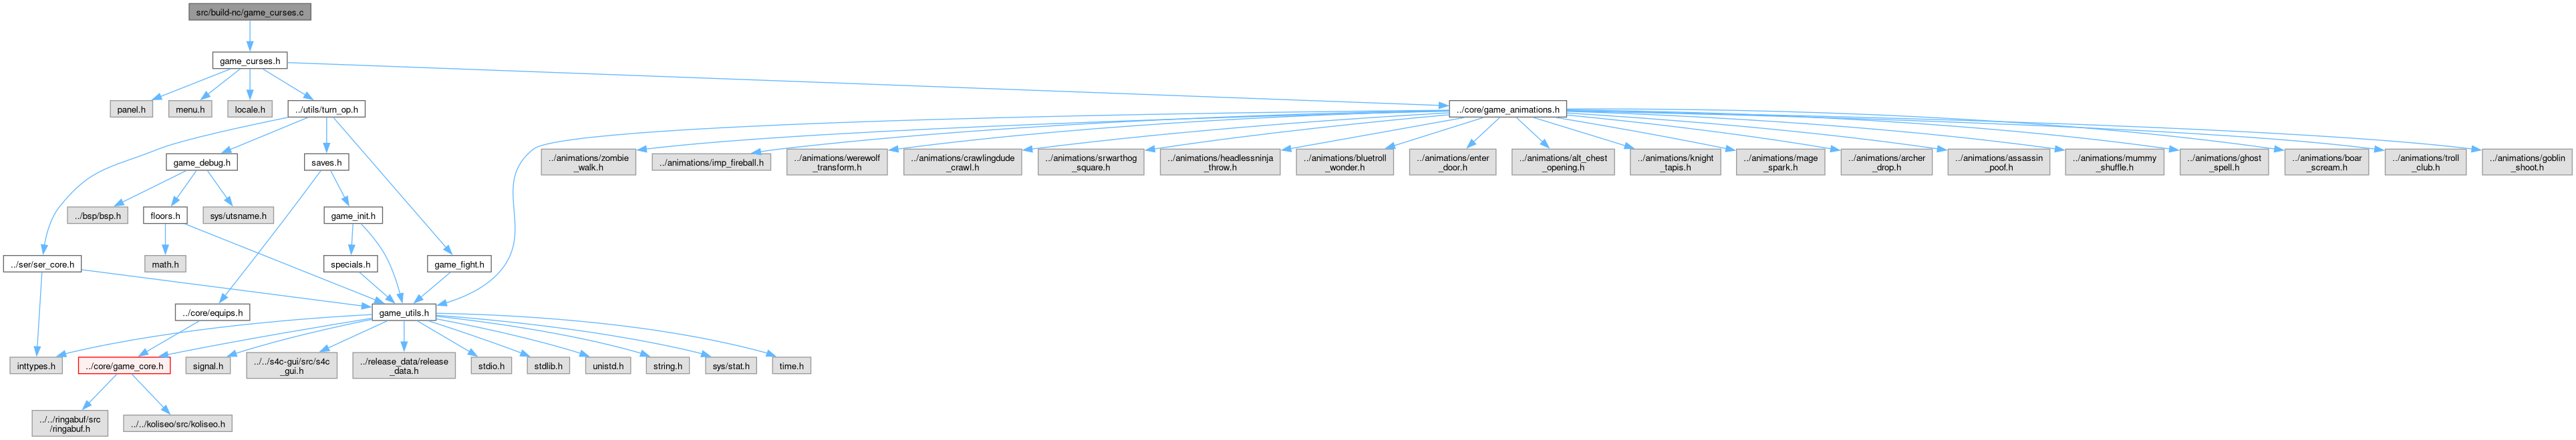 src/build-nc/game_curses.c
game_curses.h
panel.h
menu.h
locale.h
../utils/turn_op.h
../core/game_animations.h
game_debug.h
saves.h
../animations/zombie
_walk.h
../animations/imp_fireball.h
../animations/werewolf
_transform.h
../animations/crawlingdude
_crawl.h
../animations/srwarthog
_square.h
../animations/headlessninja
_throw.h
../animations/bluetroll
_wonder.h
../animations/enter
_door.h
../animations/alt_chest
_opening.h
../animations/knight
_tapis.h
../animations/mage
_spark.h
../animations/archer
_drop.h
../animations/assassin
_poof.h
../animations/mummy
_shuffle.h
../animations/ghost
_spell.h
../animations/boar
_scream.h
../animations/troll
_club.h
../animations/goblin
_shoot.h
../bsp/bsp.h
floors.h
sys/utsname.h
game_init.h
../ser/ser_core.h
math.h
specials.h
game_fight.h
../core/equips.h
game_utils.h
inttypes.h
../core/game_core.h
signal.h
../../s4c-gui/src/s4c
_gui.h
../release_data/release
_data.h
stdio.h
stdlib.h
unistd.h
string.h
sys/stat.h
time.h
../../ringabuf/src
/ringabuf.h
../../koliseo/src/koliseo.h